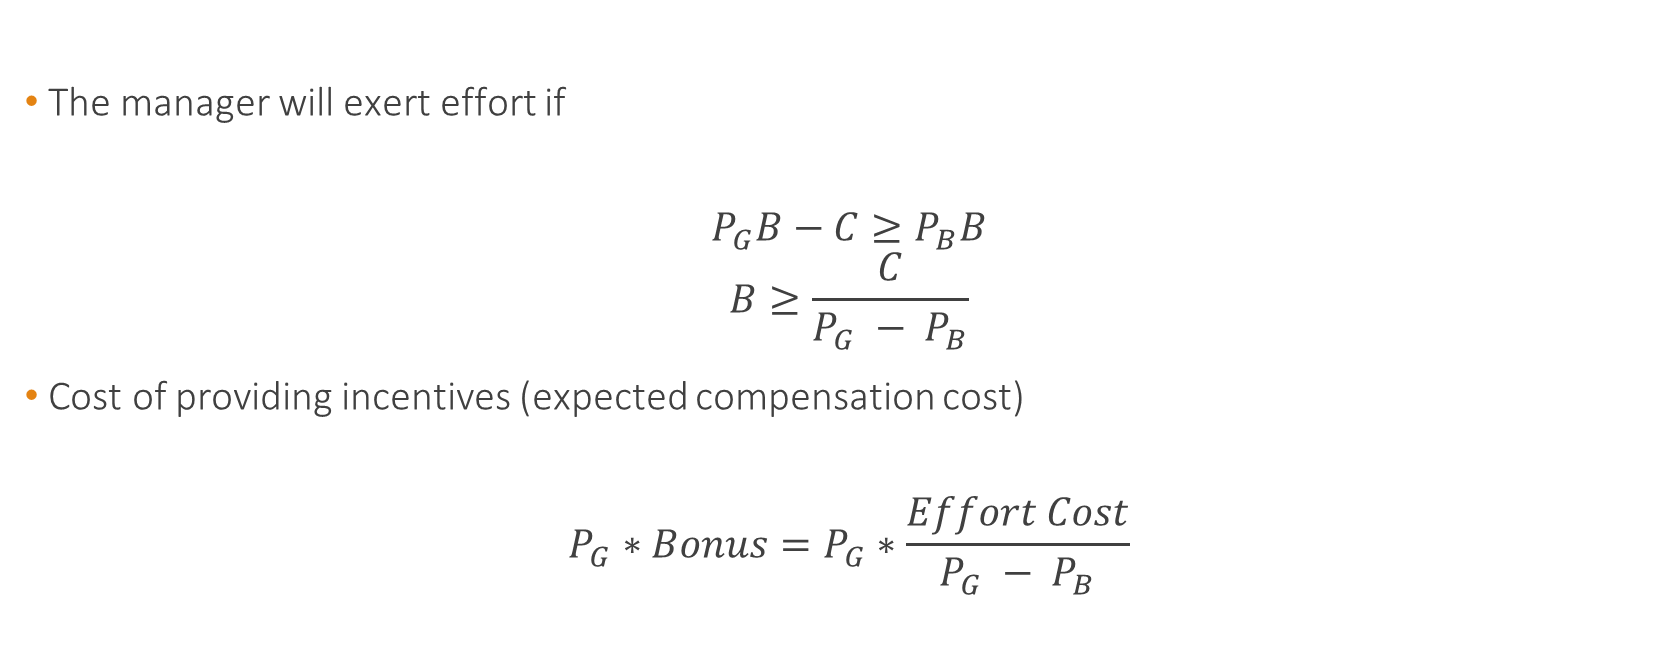 • The manager will exert effort if
P_G B − C ≥ P_B B
B ≥ C / (P_G − P_B)
• Cost of providing incentives (expected compensation cost)
P_G * Bonus = P_G * Effort Cost / (P_G − P_B)